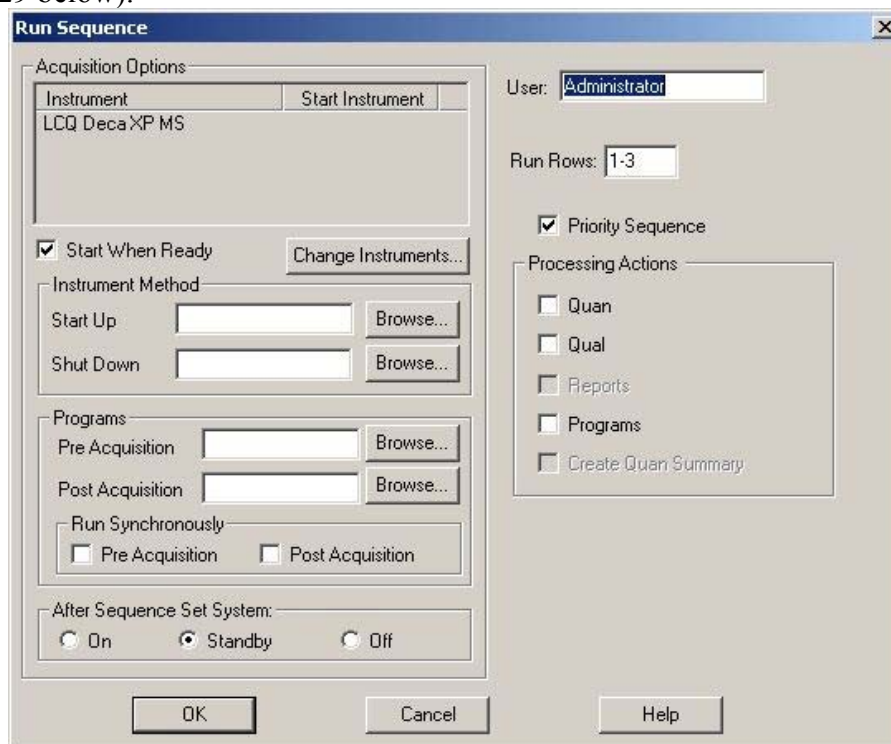 29 below).
Run Sequence
Acquisition Options
Instrument Start Instrument
LCQ Deca XP MS
Start When Ready
Change Instruments...
Instrument Method
Start Up Browse...
Shut Down Browse...
Programs
Pre Acquisition Browse...
Post Acquisition Browse...
Run Synchronously
Pre Acquisition Post Acquisition
After Sequence Set System:
On Standby Off
User: Administrator
Run Rows: 1-3
Priority Sequence
Processing Actions
Quan
Qual
Reports
Programs
Create Quan Summary
OK Cancel Help